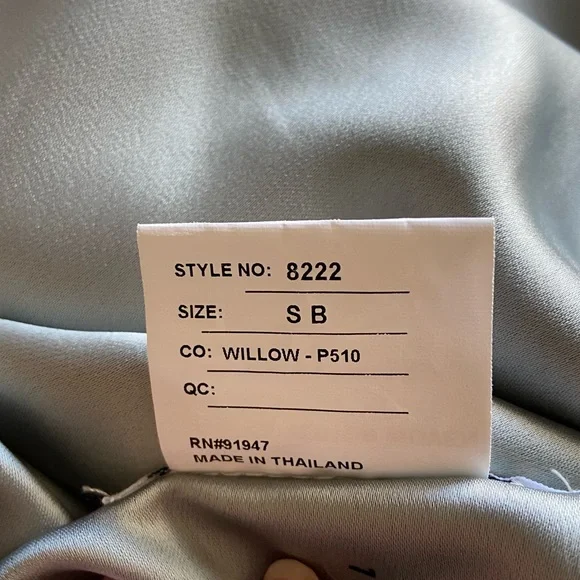 STYLE NO: 8222
SIZE: S B
CO: WILLOW - P510
QC:
RN#91947
MADE IN THAILAND